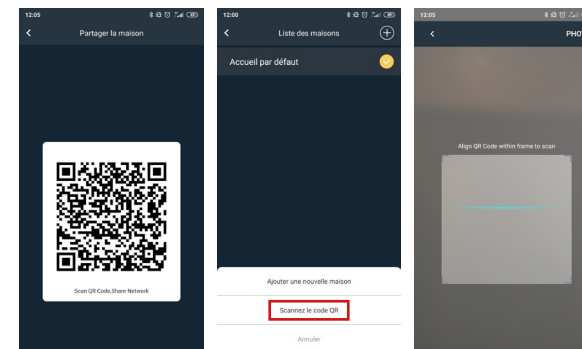 12:05
Partager la maison
Scan QR Code,Share Network
12:00
Liste des maisons
Accueil par défaut
Ajouter une nouvelle maison
Scannez le code QR
Annuler
12:05
Align QR Code within frame to scan